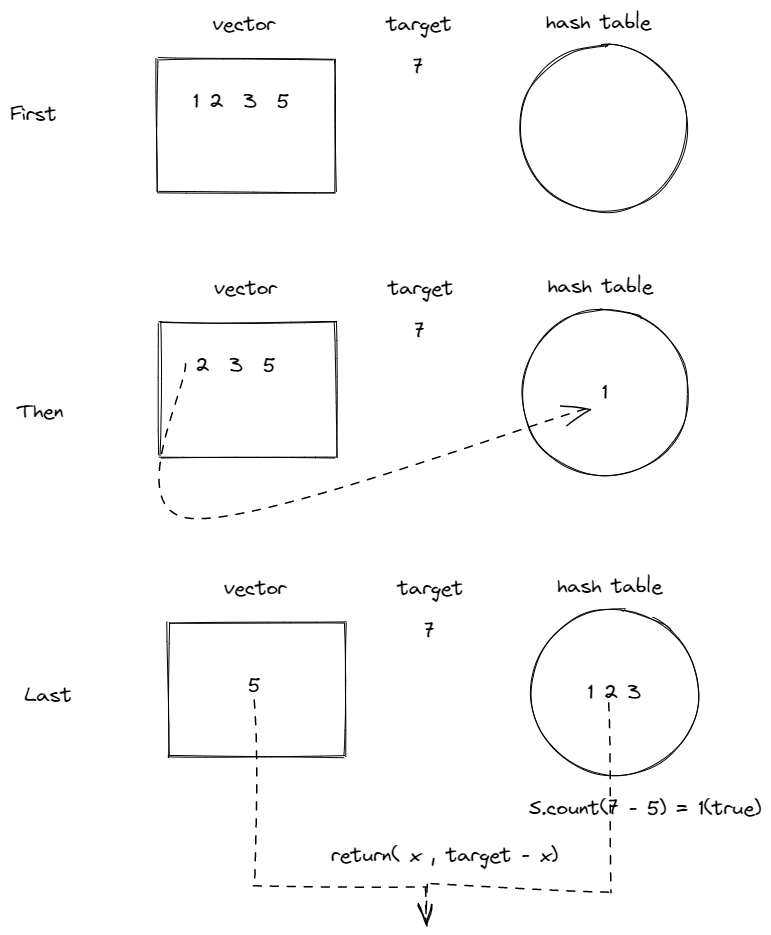 vector target hash table
7
First
1 2 3 5
vector target hash table
7
2 3 5
1
Then
vector target hash table
7
5
1 2 3
Last
S.count(7 - 5) = 1(true)
return( x , target - x)